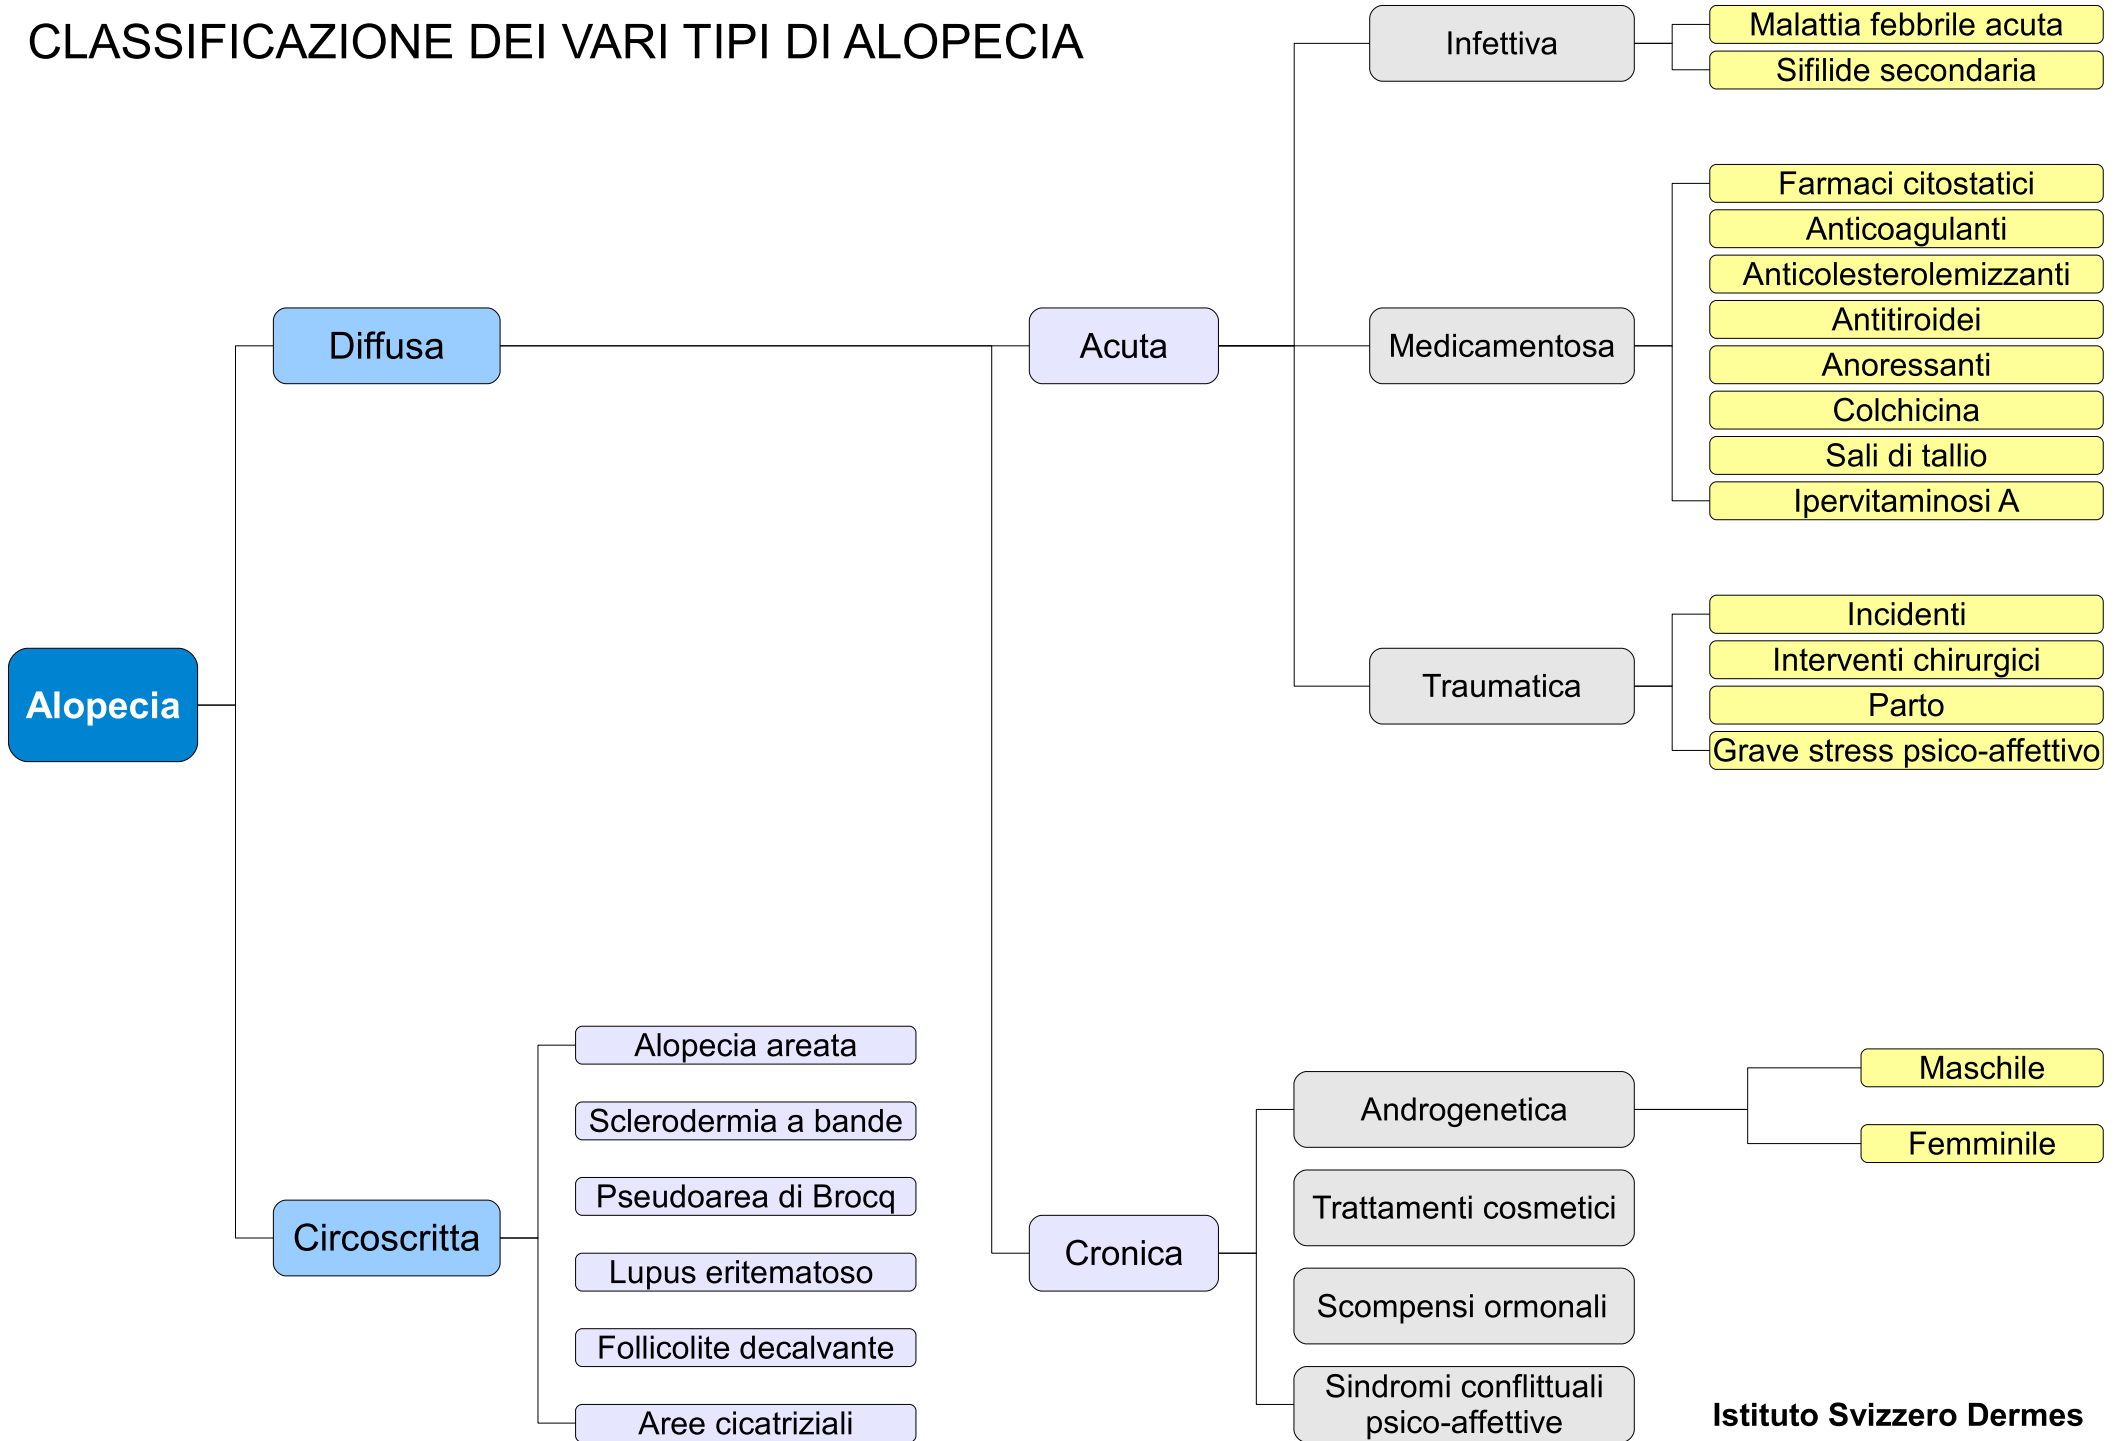 CLASSIFICAZIONE DEI VARI TIPI DI ALOPECIA
Alopecia
Diffusa
Acuta
Infettiva
Malattia febbrile acuta
Sifilide secondaria
Medicamentosa
Farmaci citostatici
Anticoagulanti
Anticolesterolemizzanti
Antitiroidei
Anoressanti
Colchicina
Sali di tallio
Ipervitaminosi A
Traumatica
Incidenti
Interventi chirurgici
Parto
Grave stress psico-affettivo
Cronica
Androgenetica
Maschile
Femminile
Trattamenti cosmetici
Scompensi ormonali
Sindromi conflittuali
psico-affettive
Circoscritta
Alopecia areata
Sclerodermia a bande
Pseudoarea di Brocq
Lupus eritematoso
Follicolite decalvante
Aree cicatriziali
Istituto Svizzero Dermes